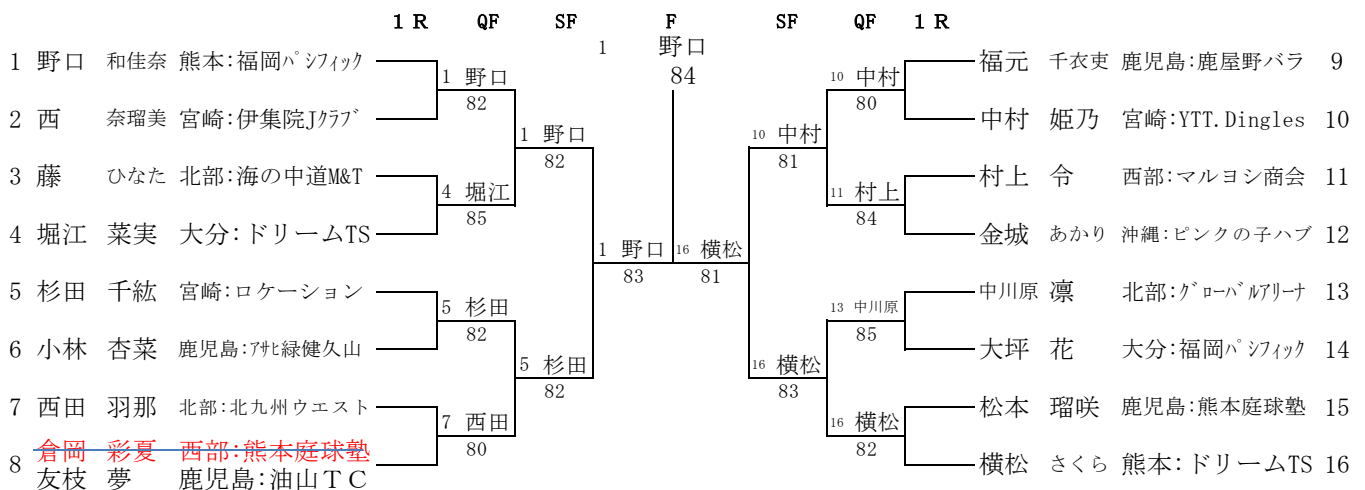 1 R QF SF F SF QF 1 R
1 野口
84
1 野口 和佳奈 熊本:福岡パシフィック
2 西 奈瑠美 宮崎:伊集院Jクラブ
3 藤 ひなた 北部:海の中道M&T
4 堀江 菜実 大分:ドリームTS
5 杉田 千紘 宮崎:ロケーション
6 小林 杏菜 鹿児島:アサヒ緑健久山
7 西田 羽那 北部:北九州ウエスト
倉岡 彩夏 西部:熊本庭球塾
8 友枝 夢 鹿児島:油山TC
1 野口
82
4 堀江
85
5 杉田
82
7 西田
80
1 野口
82
5 杉田
82
1 野口
83
16 横松
81
10 中村
81
16 横松
83
10 中村
80
11 村上
84
13 中川原
85
16 横松
82
福元 千衣吏 鹿児島:鹿屋野バラ 9
中村 姫乃 宮崎:YTT.Dingles 10
村上 令 西部:マルヨシ商会 11
金城 あかり 沖縄:ピンクの子ハブ 12
中川原 凛 北部:グローバルアリーナ 13
大坪 花 大分:福岡パシフィック 14
松本 瑠咲 鹿児島:熊本庭球塾 15
横松 さくら 熊本:ドリームTS 16